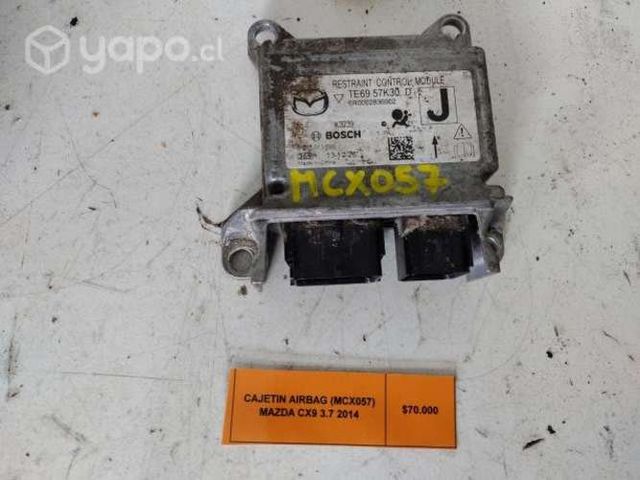 yapo.cl
RESTRAINT CONTROL MODULE
TE69 57K30 D
J
K9239
BOSCH
MCX057
CAJETIN AIRBAG (MCX057)
MAZDA CX9 3.7 2014
$70.000